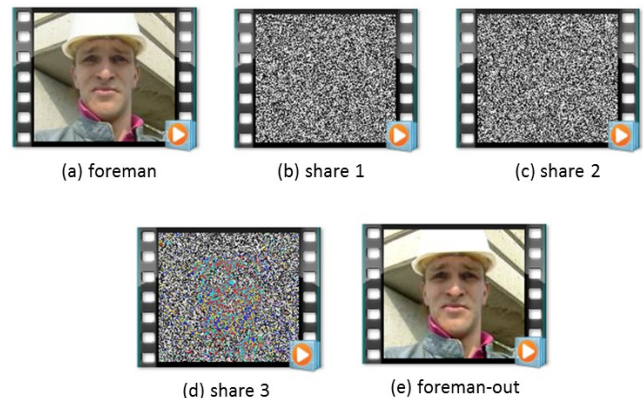 (a) foreman
(b) share 1
(c) share 2
(d) share 3
(e) foreman-out